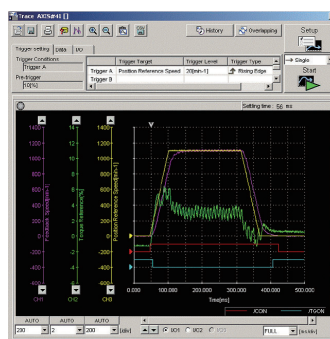 Trace AXIS#41 []
History
Overlapping
Setup
Trigger setting
Data
I/O
Single
Trigger Conditions
Trigger A
Trigger Target
Trigger Level
Trigger Type
Start
Pre-trigger
10[%]
Trigger A
Position Reference Speed
20[min-1]
Rising Edge
Trigger B
Setting time : 56 ms
1400
14
1400
1200
12
1200
1000
10
1000
800
8
800
600
6
600
400
4
400
200
2
200
0
0
0
-200
-2
-200
-400
-4
-400
-600
-6
-600
Feedback Speed[min-1]
Torque Reference[%]
Position Reference Speed[min-1]
CH1
CH2
CH3
0.000
100.000
200.000
300.000
400.000
500.000
Time[ms]
/COIN
/TGON
AUTO
AUTO
AUTO
200
2
200
[/div]
I/O1
I/O2
I/O3
FULL
[ms/div]